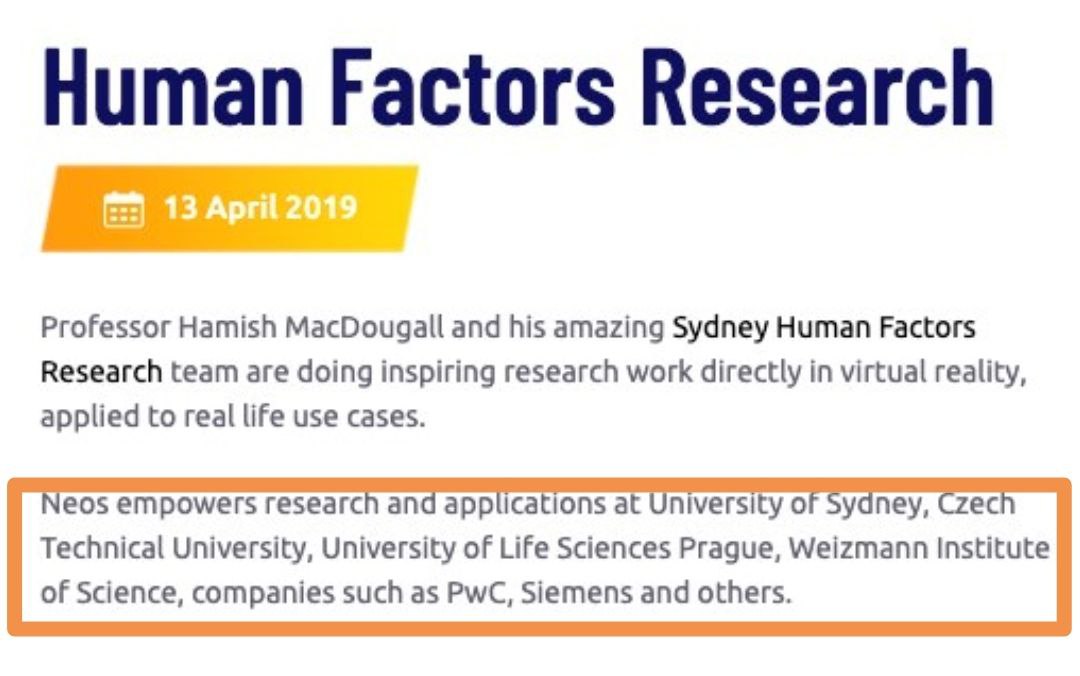 Human Factors Research
13 April 2019
Professor Hamish MacDougall and his amazing Sydney Human Factors
Research team are doing inspiring research work directly in virtual reality,
applied to real life use cases.
Neos empowers research and applications at University of Sydney, Czech
Technical University, University of Life Sciences Prague, Weizmann Institute
of Science, companies such as PwC, Siemens and others.